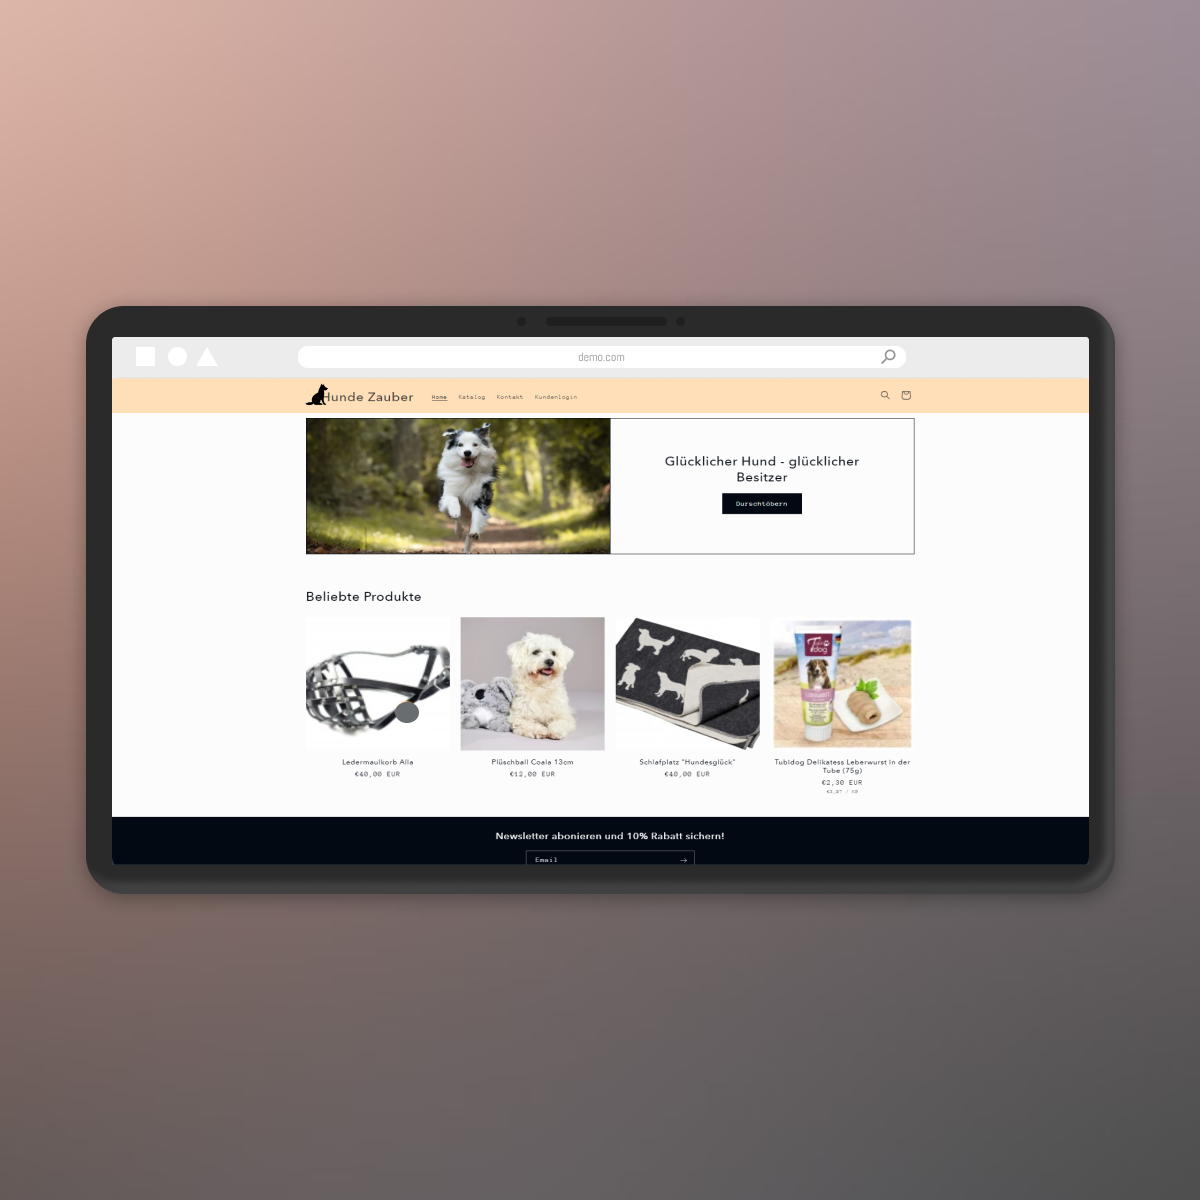 demo.com
Hunde Zauber
Home Katalog Kontakt Kundenlogin
Glücklicher Hund - glücklicher
Besitzer
Durschtöbern
Beliebte Produkte
dog
Ledermaulkorb Alla
€40,00 EUR
Plüschball Coala 13cm
€12,00 EUR
Schlafplatz "Hundesglück"
€40,00 EUR
Tubidog Delikatess Leberwurst in der
Tube (75g)
€2,30 EUR
Newsletter abonieren und 10% Rabatt sichern!
Email